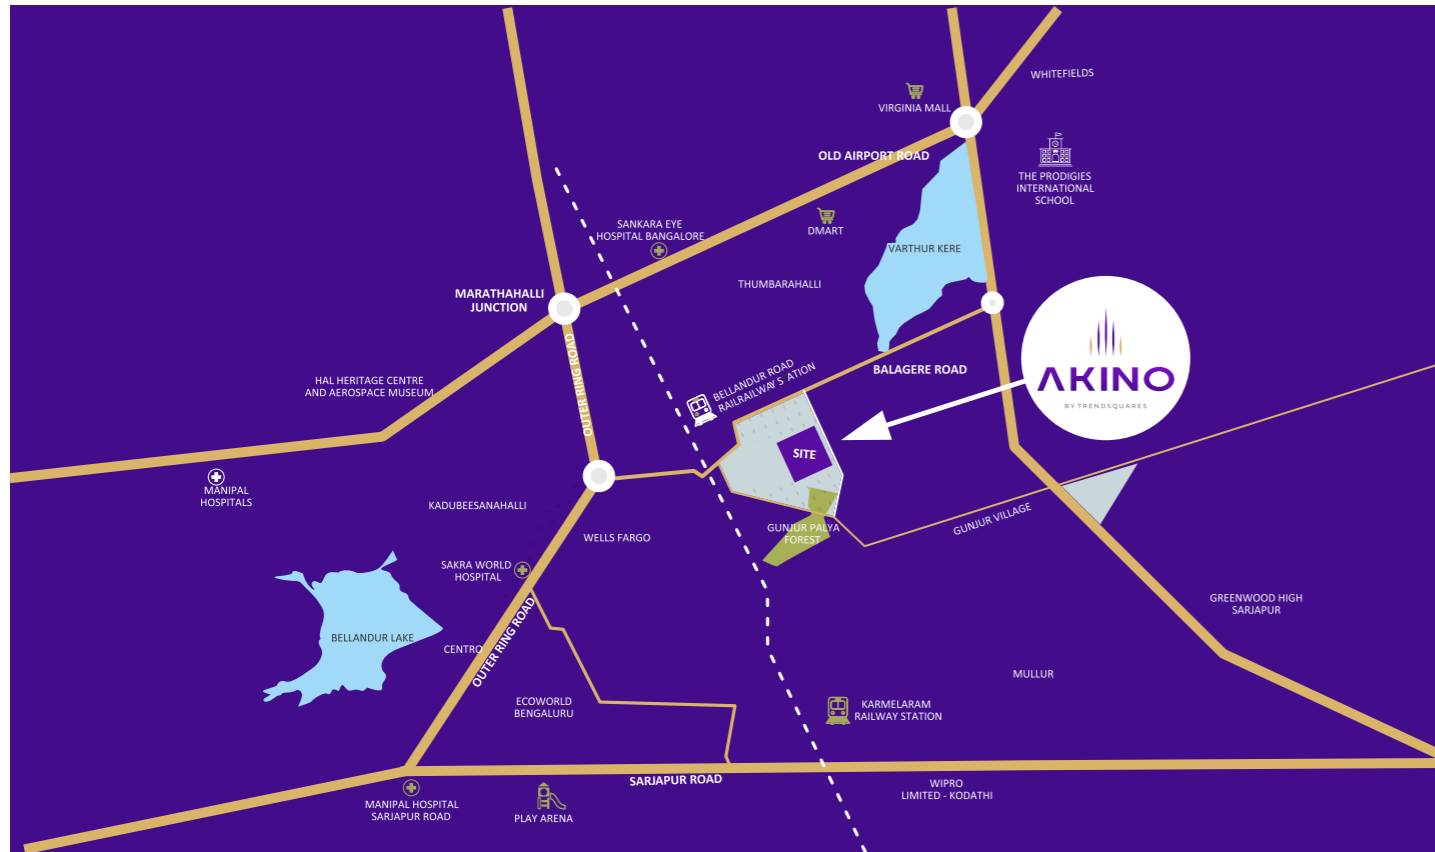 WHITEFIELDS
VIRGINIA MALL
OLD AIRPORT ROAD
THE PRODIGIES
INTERNATIONAL
SCHOOL
SANKARA EYE
HOSPITAL BANGALORE
DMART
VARTHUR KERE
THUMBARAHALLI
MARATHAHALLI
JUNCTION
OUTER RING ROAD
HAL HERITAGE CENTRE
AND AEROSPACE MUSEUM
BELLANDUR ROAD
RAILRAILWAY S ATION
BALAGERE ROAD
AKINO
BY TRENDSQUARES
SITE
MANIPAL
HOSPITALS
KADUBEESANAHALLI
WELLS FARGO
GUNJUR PALYA
FOREST
GUNJUR VILLAGE
SAKRA WORLD
HOSPITAL
GREENWOOD HIGH
SARJAPUR
BELLANDUR LAKE
CENTRO
OUTER RING ROAD
MULLUR
ECOWORLD
BENGALURU
KARMELARAM
RAILWAY STATION
SARJAPUR ROAD
WIPRO
LIMITED - KODATHI
MANIPAL HOSPITAL
SARJAPUR ROAD
PLAY ARENA